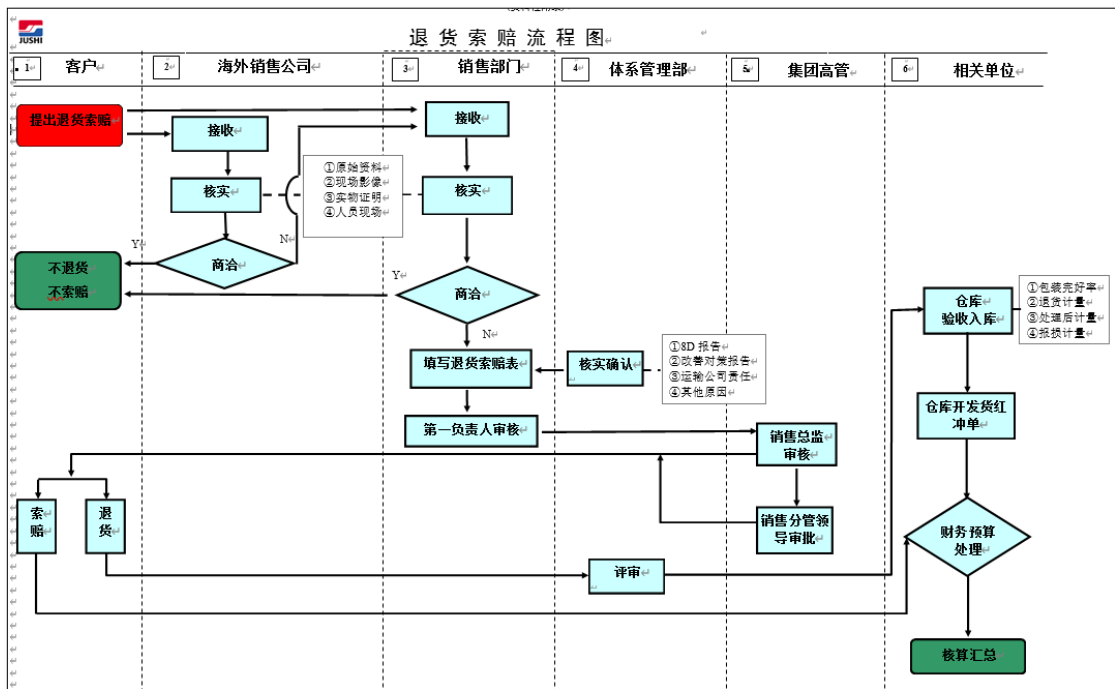 JUSHI
退货索赔流程图
1 客户
2 海外销售公司
3 销售部门
4 体系管理部
5 集团高管
6 相关单位
提出退货索赔
接收
接收
①原始资料
②现场影像
③实物证明
④人员现场
核实
核实
Y
N
商洽
不退货
不索赔
Y
商洽
N
仓库
验收入库
①包装完好率
②退货计量
③处理后计量
④报损计量
填写退货索赔表
核实确认
①8D 报告
②改善对策报告
③运输公司责任
④其他原因
仓库开发货红
冲单
第一负责人审核
销售总监
审核
索
赔
退
货
销售分管领
导审批
财务预算
处理
评审
核算汇总